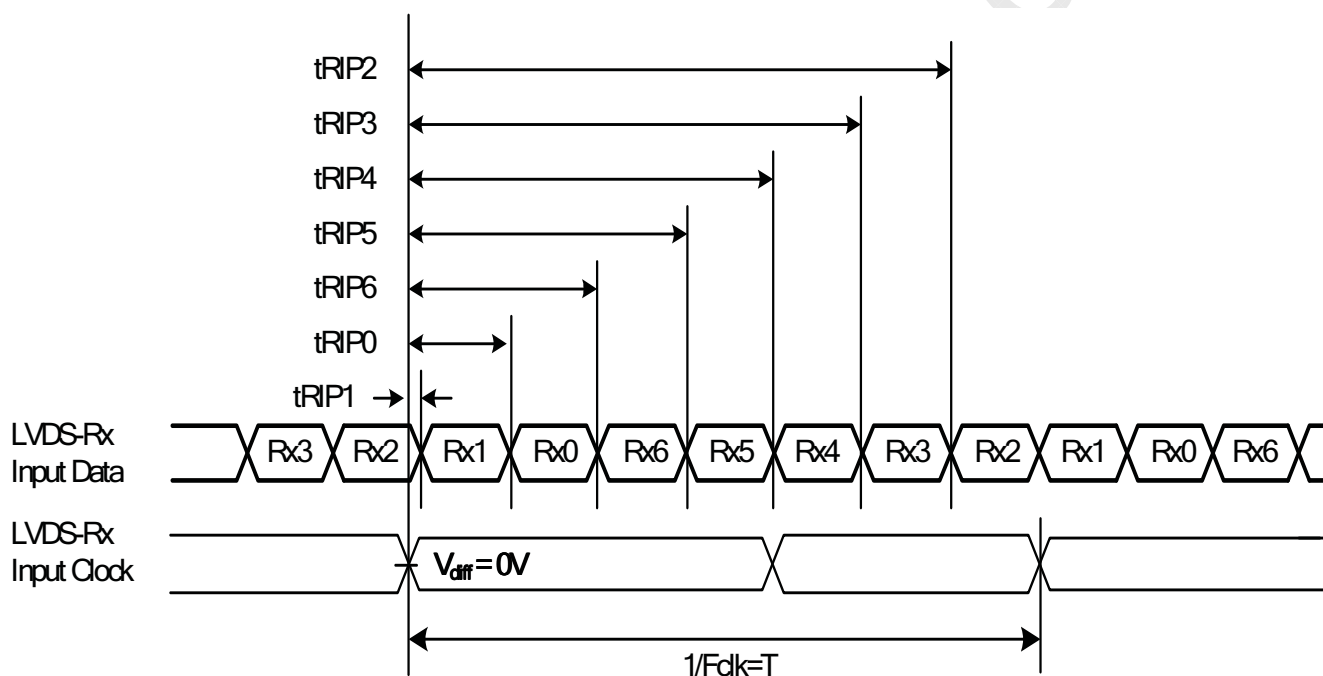 tRIP2
tRIP3
tRIP4
tRIP5
tRIP6
tRIP0
tRIP1
LVDS-Rx
Input Data
Rx3 Rx2 Rx1 Rx0 Rx6 Rx5 Rx4 Rx3 Rx2 Rx1 Rx0 Rx6
LVDS-Rx
Input Clock
Vdiff = 0V
1/Fclk=T